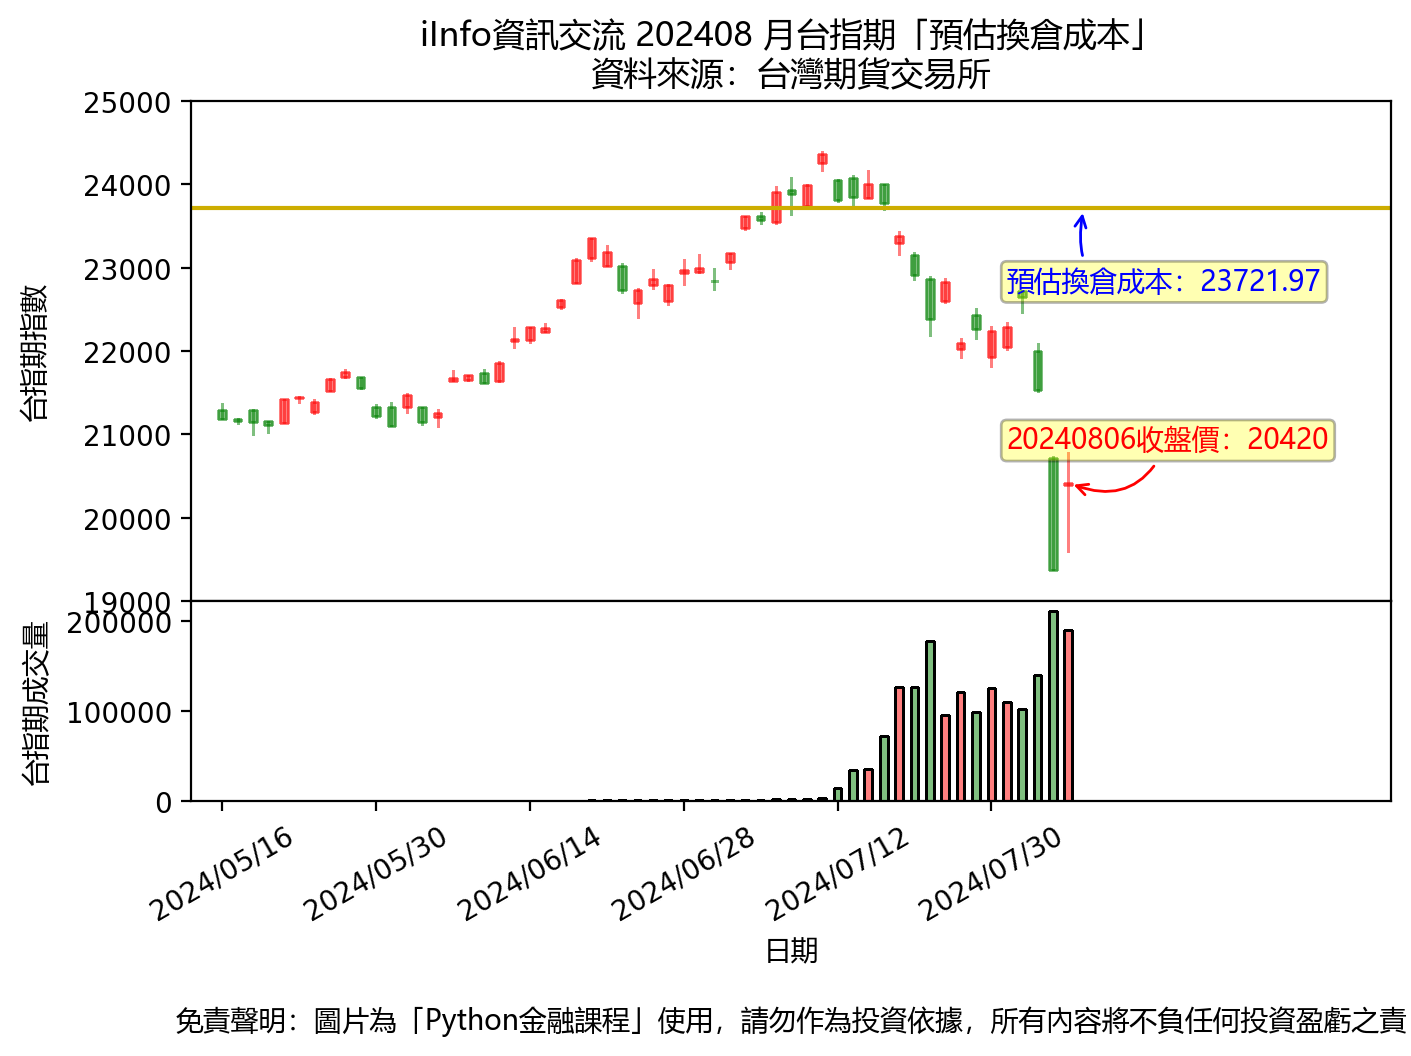 iInfo資訊交流 202408 月台指期「預估換倉成本」
資料來源：台灣期貨交易所
25000
24000
23000
22000
21000
20000
19000
台指期指數
預估換倉成本：23721.97
20240806收盤價：20420
200000
100000
0
台指期成交量
2024/05/16
2024/05/30
2024/06/14
2024/06/28
2024/07/12
2024/07/30
日期
免責聲明：圖片為「Python金融課程」使用，請勿作為投資依據，所有內容將不負任何投資盈虧之責